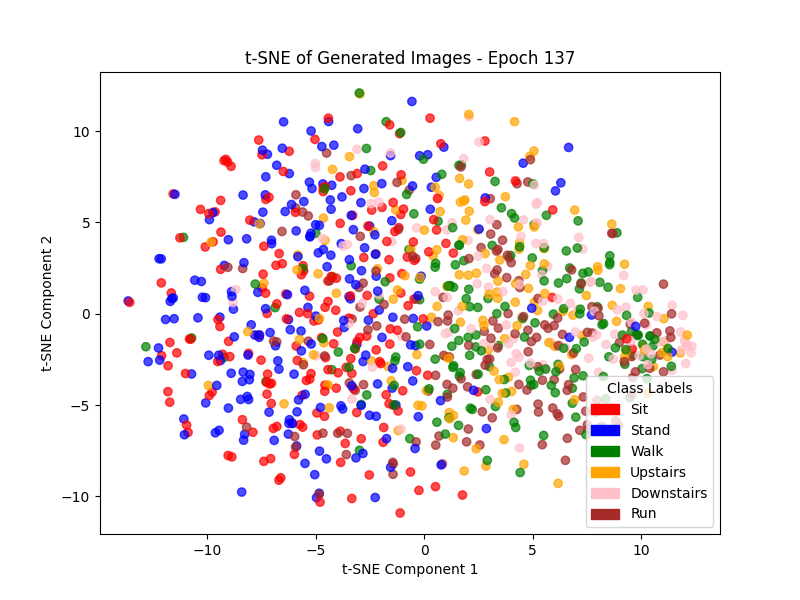 t-SNE of Generated Images - Epoch 137
10
5
0
−5
−10
t-SNE Component 2
−10
−5
0
5
10
t-SNE Component 1
Class Labels
Sit
Stand
Walk
Upstairs
Downstairs
Run